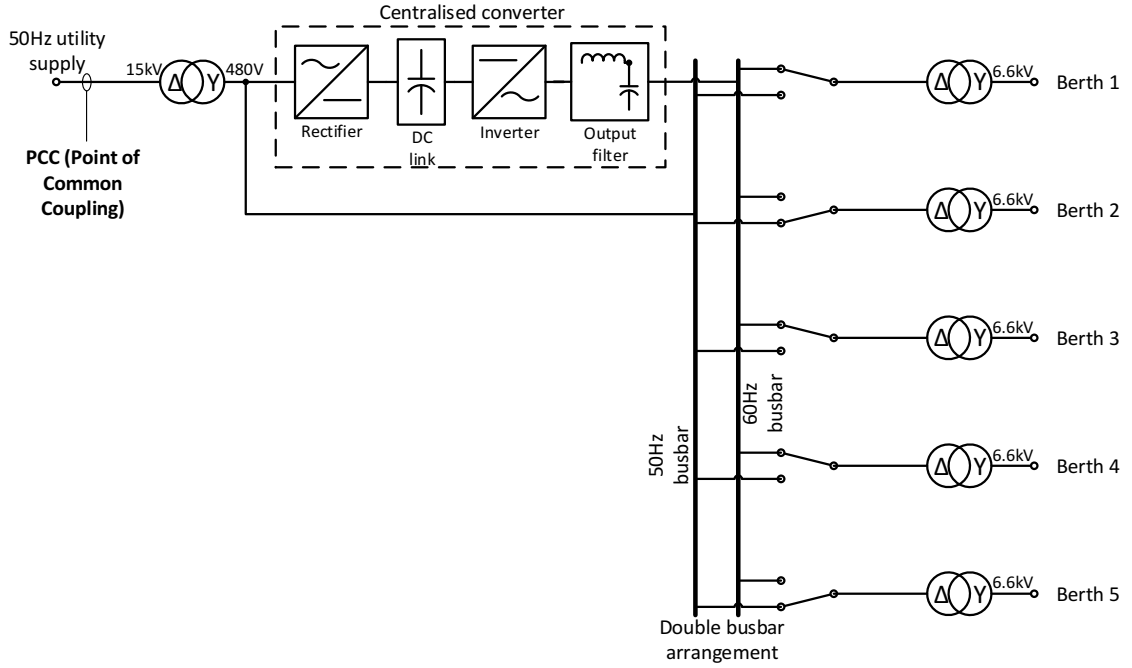 Centralised converter
50Hz utility
supply
15kV
Δ Y
480V
Rectifier
DC
link
Inverter
Output
filter
PCC (Point of
Common
Coupling)
Δ Y
6.6kV
Berth 1
Δ Y
6.6kV
Berth 2
Δ Y
6.6kV
Berth 3
60Hz
busbar
50Hz
busbar
Δ Y
6.6kV
Berth 4
Δ Y
6.6kV
Berth 5
Double busbar
arrangement